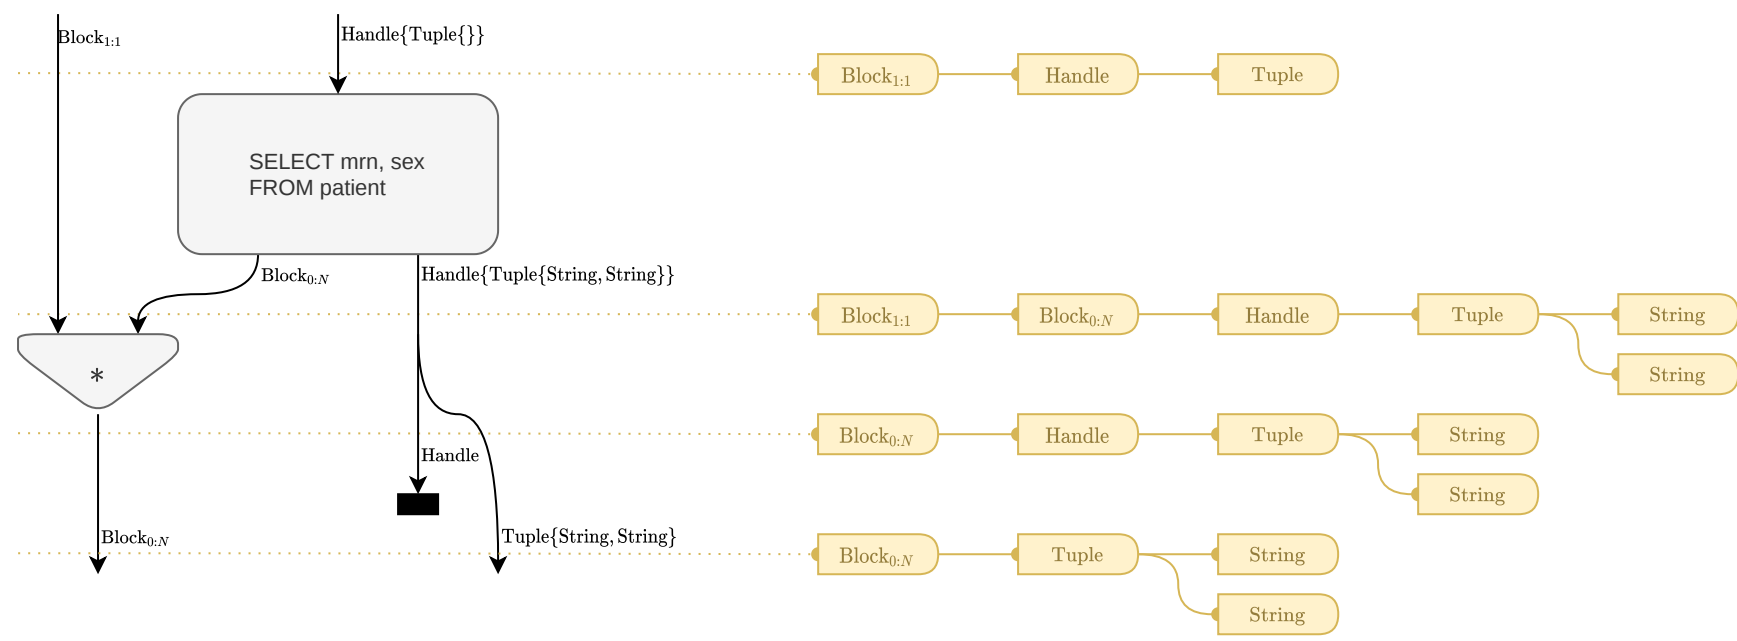 Block1:1
Handle{Tuple{}}
Block1:1 Handle Tuple
SELECT mrn, sex
FROM patient
Block0:N
Handle{Tuple{String, String}}
Block1:1 Block0:N Handle Tuple String
String
*
Block0:N Handle Tuple String
Handle
String
Block0:N
Tuple{String, String}
Block0:N Tuple String
String